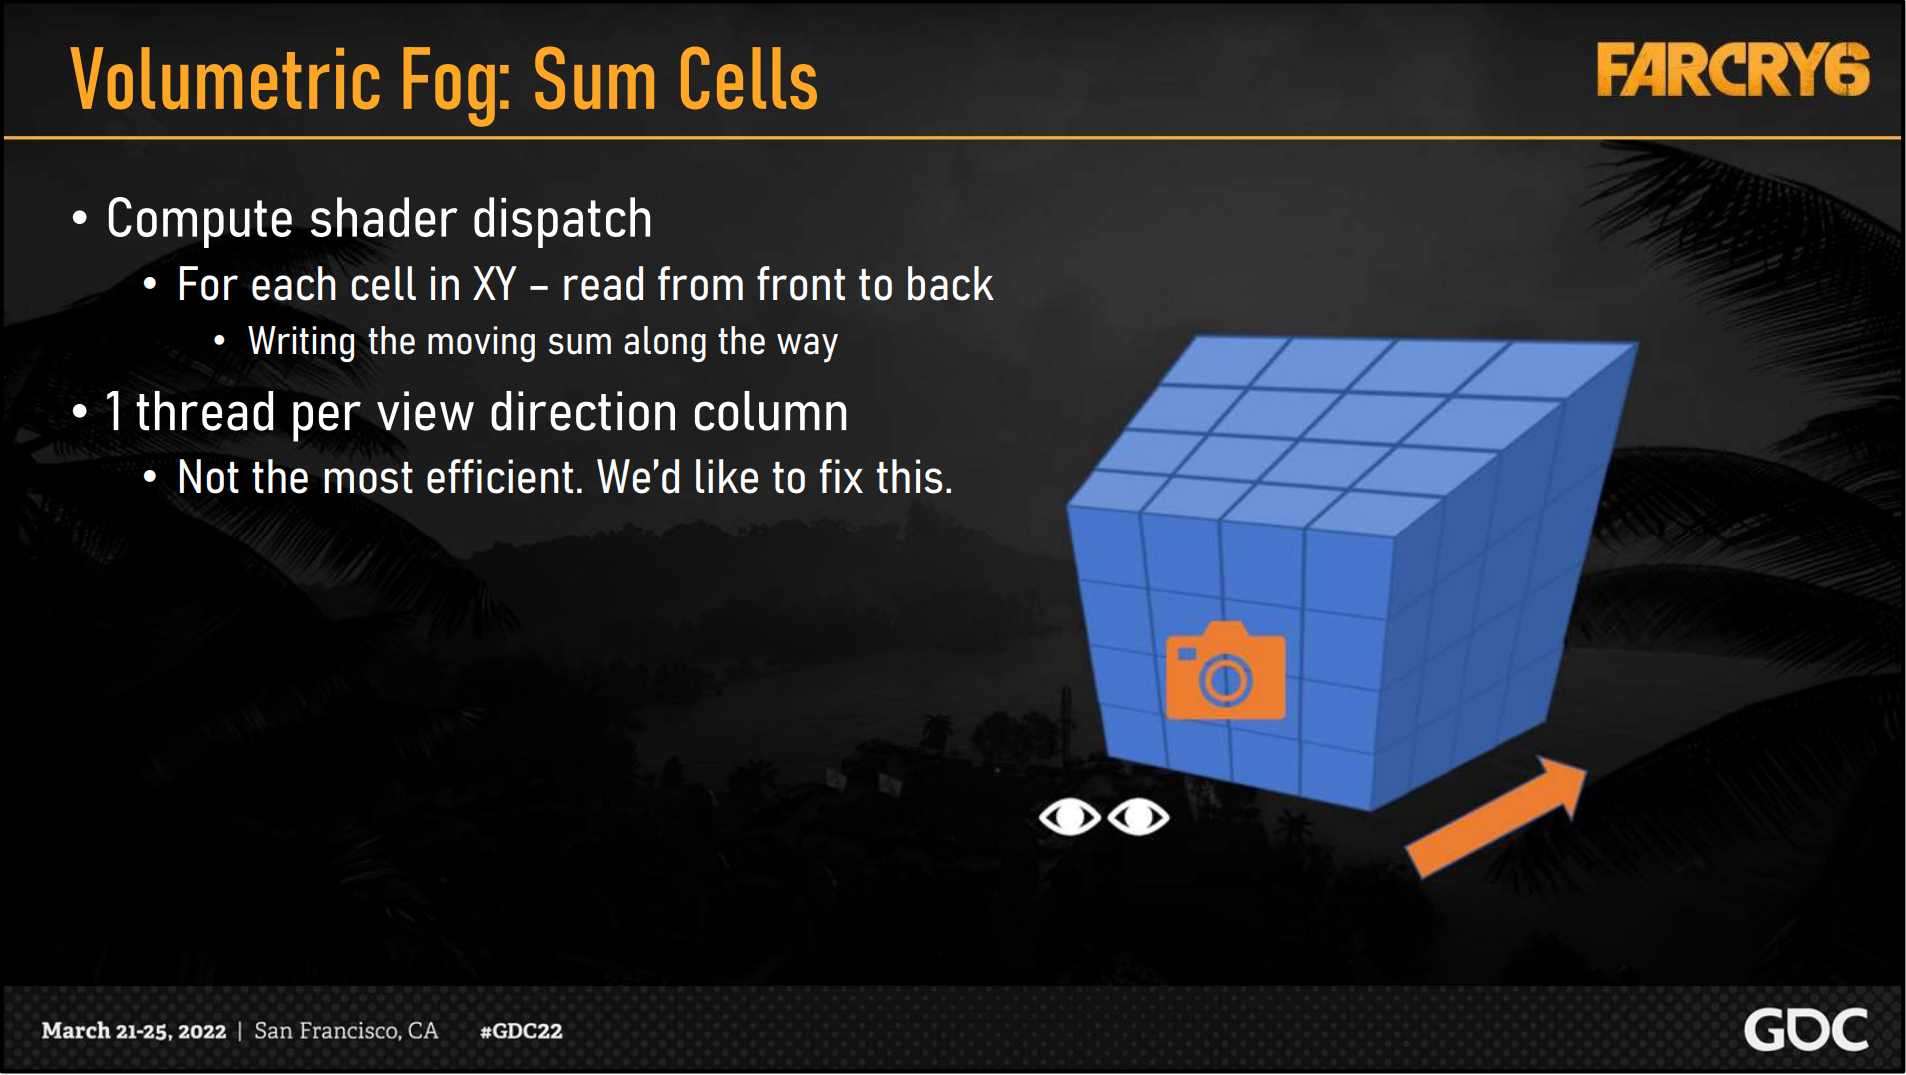 Volumetric Fog: Sum Cells
FARCRY6
• Compute shader dispatch
• For each cell in XY – read from front to back
• Writing the moving sum along the way
• 1 thread per view direction column
• Not the most efficient. We’d like to fix this.
March 21-25, 2022 | San Francisco, CA #GDC22
GDC